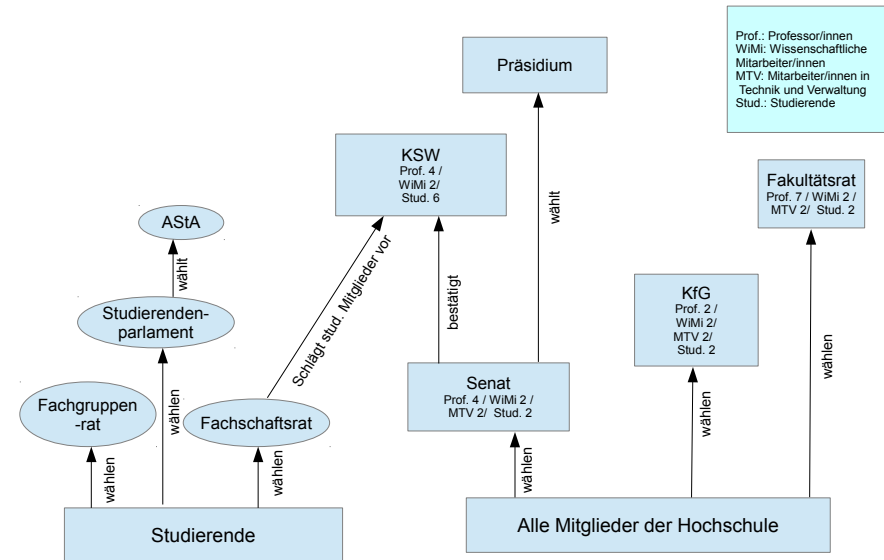 Prof.: Professor/innen
WiMi: Wissenschaftliche
Mitarbeiter/innen
MTV: Mitarbeiter/innen in
Technik und Verwaltung
Stud.: Studierende
Präsidium
KSW
Prof. 4 /
WiMi 2/
Stud. 6
Fakultätsrat
Prof. 7 / WiMi 2 /
MTV 2/ Stud. 2
AStA
wählt
wählt
Schlägt stud. Mitglieder vor
bestätigt
KfG
Prof. 2 /
WiMi 2/
MTV 2/
Stud. 2
Studierenden-
parlament
wählen
Senat
Prof. 4 / WiMi 2 /
MTV 2/ Stud. 2
Fachgruppen
-rat
wählen
Fachschaftsrat
wählen
wählen
wählen
wählen
wählen
Studierende
Alle Mitglieder der Hochschule